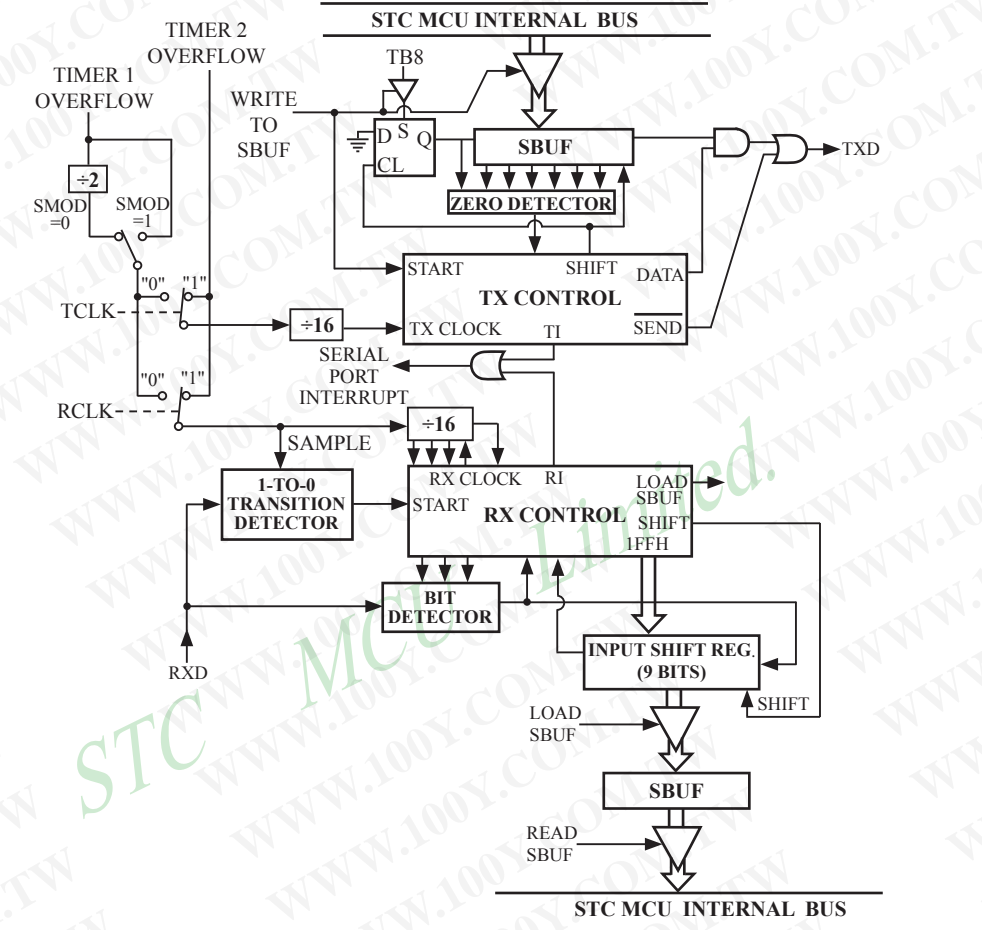 STC MCU INTERNAL BUS
TIMER 2
OVERFLOW
TIMER 1
OVERFLOW
TB8
WRITE
TO
SBUF
D S Q
CL
SBUF
TXD
÷2
ZERO DETECTOR
SMOD
=0
SMOD
=1
START
SHIFT
DATA
TX CONTROL
"0" "1"
TCLK
÷16
TX CLOCK
TI
SEND
SERIAL
PORT
INTERRUPT
"0" "1"
RCLK
÷16
SAMPLE
RX CLOCK
RI
LOAD
SBUF
1-TO-0
TRANSITION
DETECTOR
START
RX CONTROL
SHIFT
1FFH
BIT
DETECTOR
RXD
INPUT SHIFT REG.
(9 BITS)
SHIFT
LOAD
SBUF
SBUF
READ
SBUF
STC MCU INTERNAL BUS
STC MCU Limited.
WWW.100Y.COM.TW